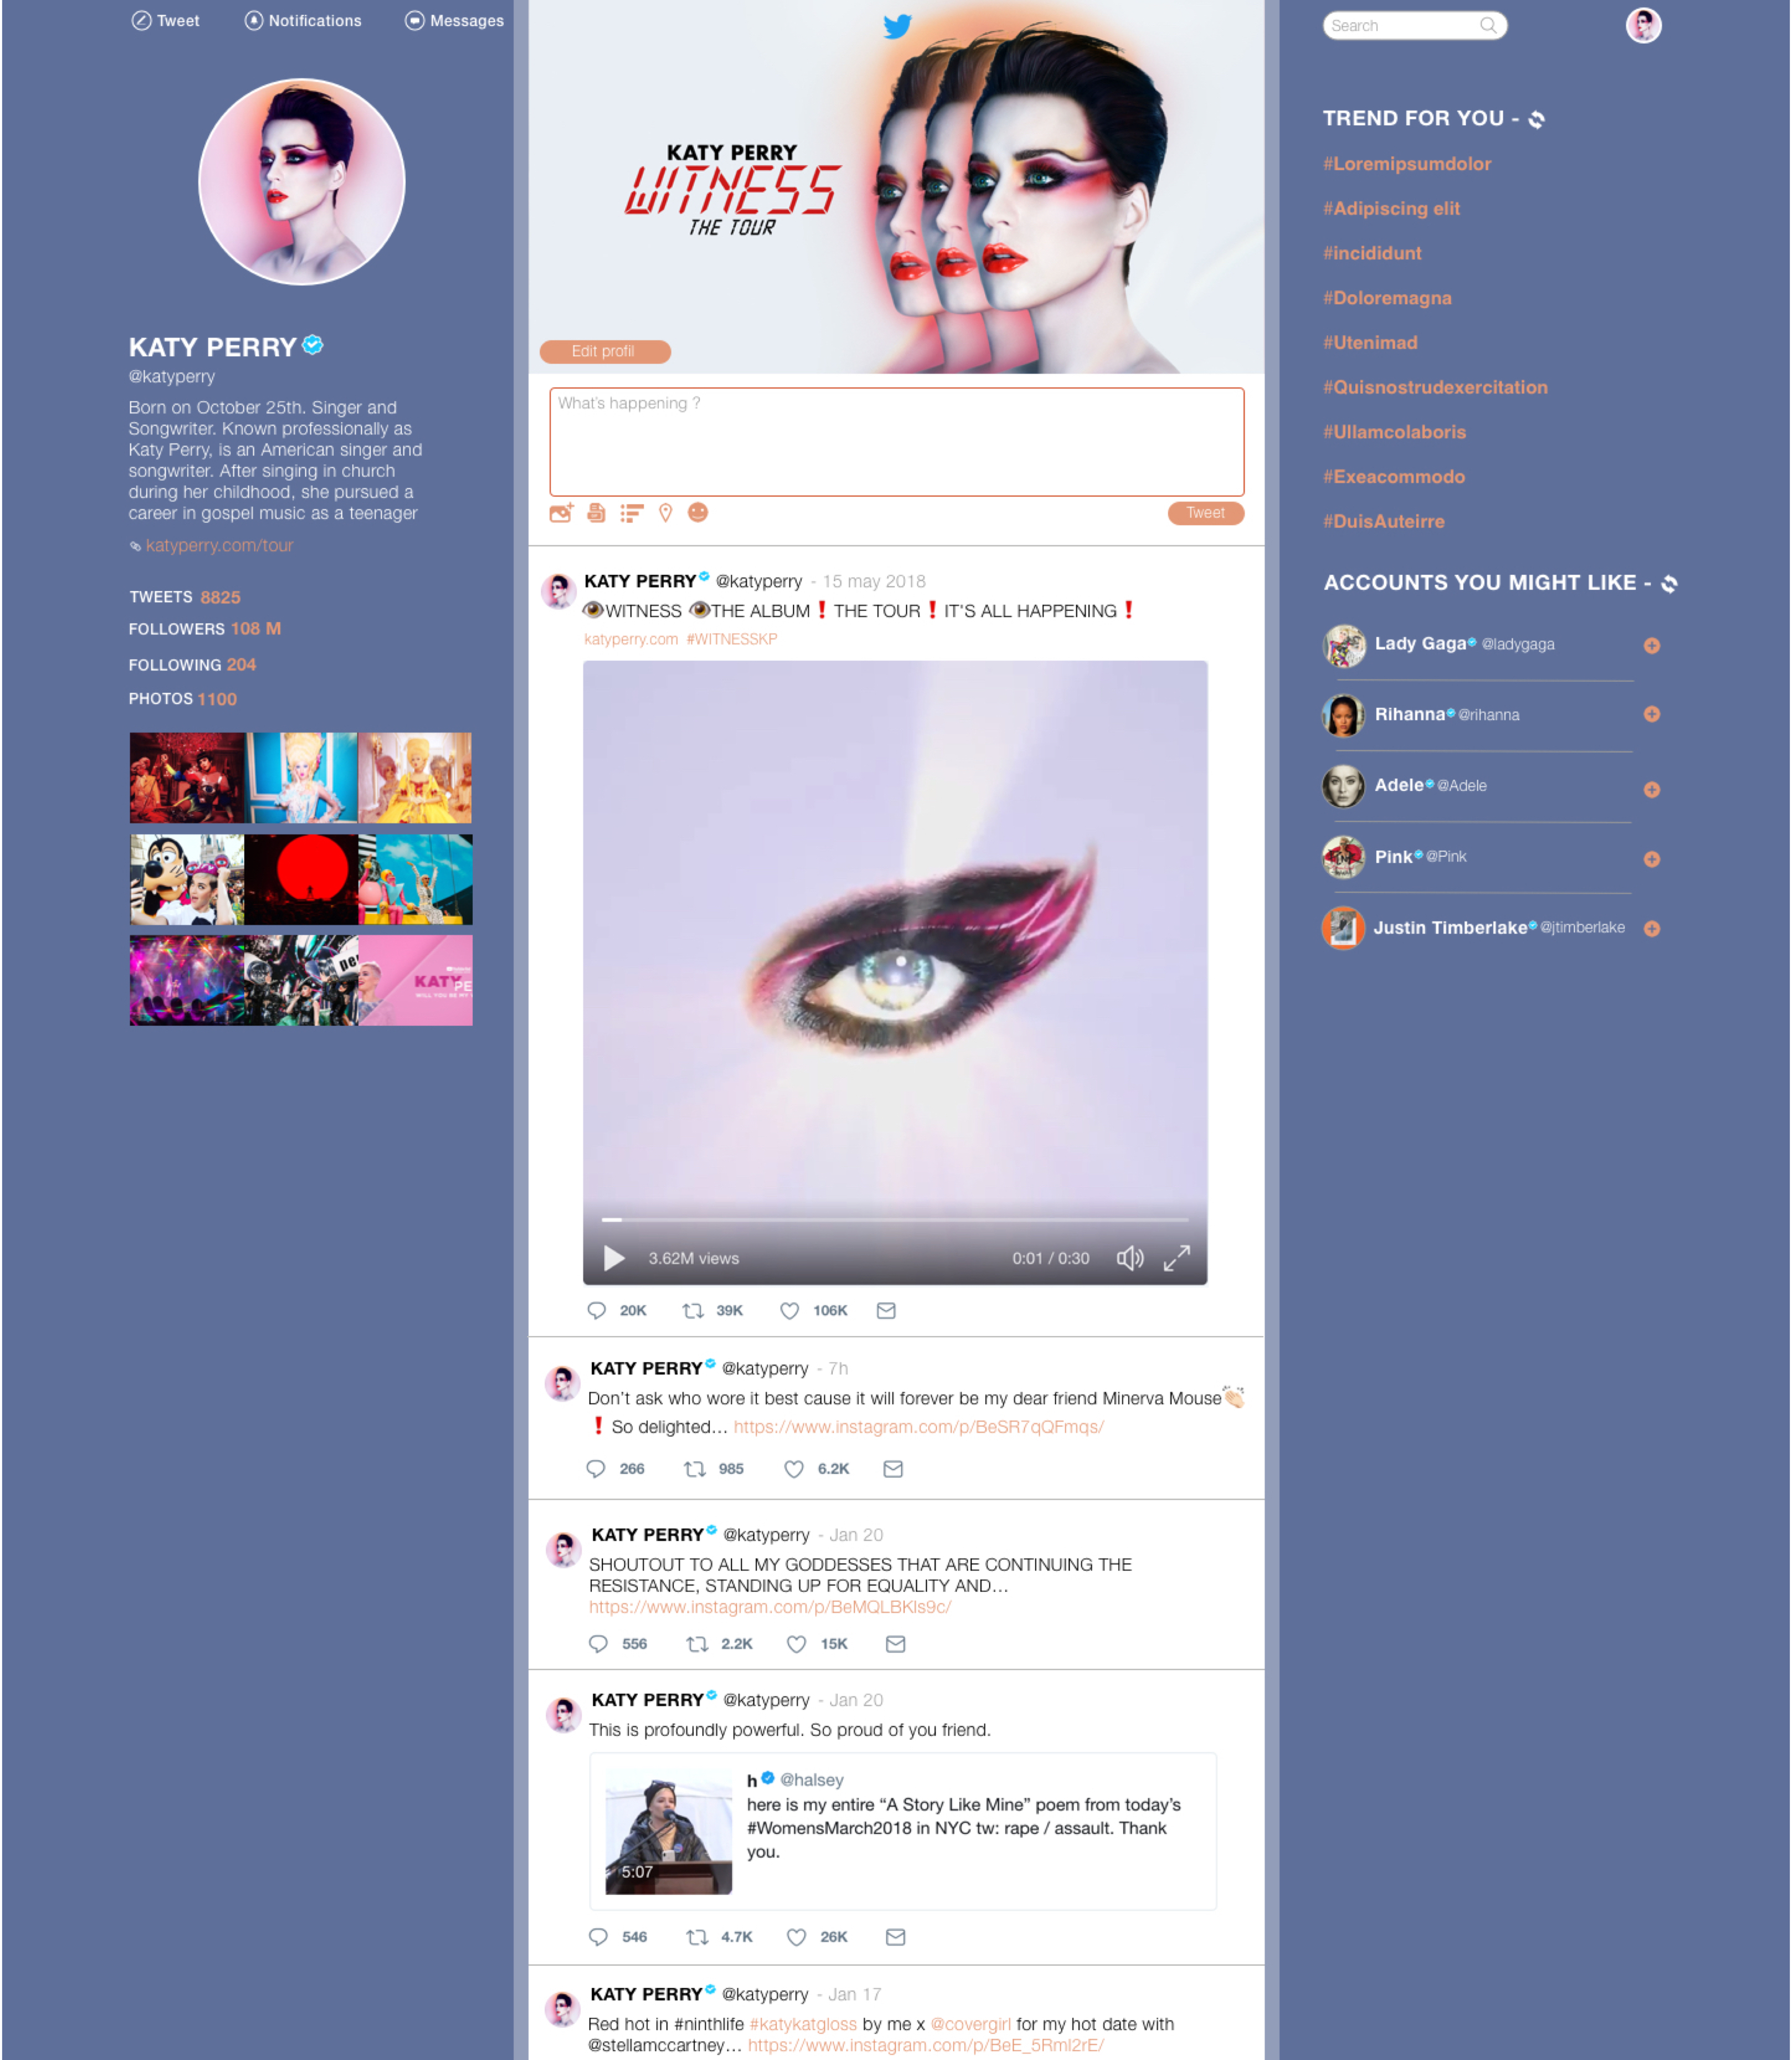 Tweet
Notifications
Messages
KATY PERRY
@katyperry
Born on October 25th. Singer and
Songwriter. Known professionally as
Katy Perry, is an American singer and
songwriter. After singing in church
during her childhood, she pursued a
career in gospel music as a teenager
katyperry.com/tour
TWEETS 8825
FOLLOWERS 108 M
FOLLOWING 204
PHOTOS 1100
KATY PE
WILL YOU BE MY
KATY PERRY
WITNESS
THE TOUR
Edit profil
What's happening ?
Tweet
KATY PERRY @katyperry - 15 may 2018
👁WITNESS 👁THE ALBUM❗THE TOUR❗IT'S ALL HAPPENING❗
katyperry.com #WITNESSKP
3.62M views 0:01 / 0:30
20K 39K 106K
KATY PERRY @katyperry - 7h
Don't ask who wore it best cause it will forever be my dear friend Minerva Mouse👏🏻
❗So delighted... https://www.instagram.com/p/BeSR7qQFmqs/
266 985 6.2K
KATY PERRY @katyperry - Jan 20
SHOUTOUT TO ALL MY GODDESSES THAT ARE CONTINUING THE
RESISTANCE, STANDING UP FOR EQUALITY AND...
https://www.instagram.com/p/BeMQLBKls9c/
556 2.2K 15K
KATY PERRY @katyperry - Jan 20
This is profoundly powerful. So proud of you friend.
h @halsey
here is my entire “A Story Like Mine” poem from today's
#WomensMarch2018 in NYC tw: rape / assault. Thank
you.
5:07
546 4.7K 26K
KATY PERRY @katyperry - Jan 17
Red hot in #ninthlife #katykatgloss by me x @covergirl for my hot date with
@stellamccartney... https://www.instagram.com/p/BeE_5Rml2rE/
Search
TREND FOR YOU -
#Loremipsumdolor
#Adipiscing elit
#incididunt
#Doloremagna
#Utenimad
#Quisnostrudexercitation
#Ullamcolaboris
#Exeacommodo
#DuisAuteirre
ACCOUNTS YOU MIGHT LIKE -
Lady Gaga @ladygaga
Rihanna @rihanna
Adele @Adele
Pink @Pink
Justin Timberlake @jtimberlake